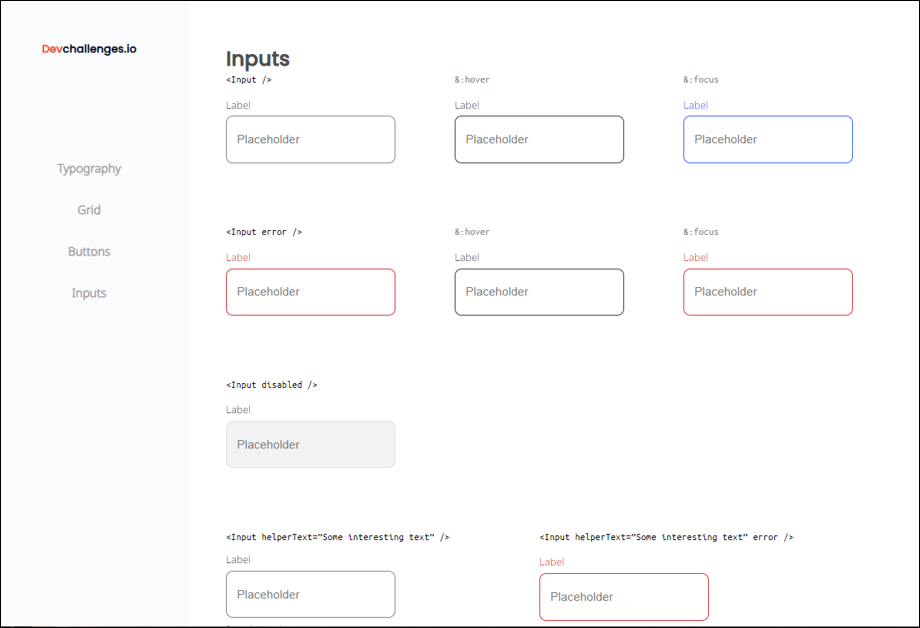 Devchallenges.io
Typography
Grid
Buttons
Inputs
Inputs
<Input />
&:hover
&:focus
Label
Label
Label
Placeholder
Placeholder
Placeholder
<Input error />
&:hover
&:focus
Label
Label
Label
Placeholder
Placeholder
Placeholder
<Input disabled />
Label
Placeholder
<Input helperText="Some interesting text" />
<Input helperText="Some interesting text" error />
Label
Label
Placeholder
Placeholder